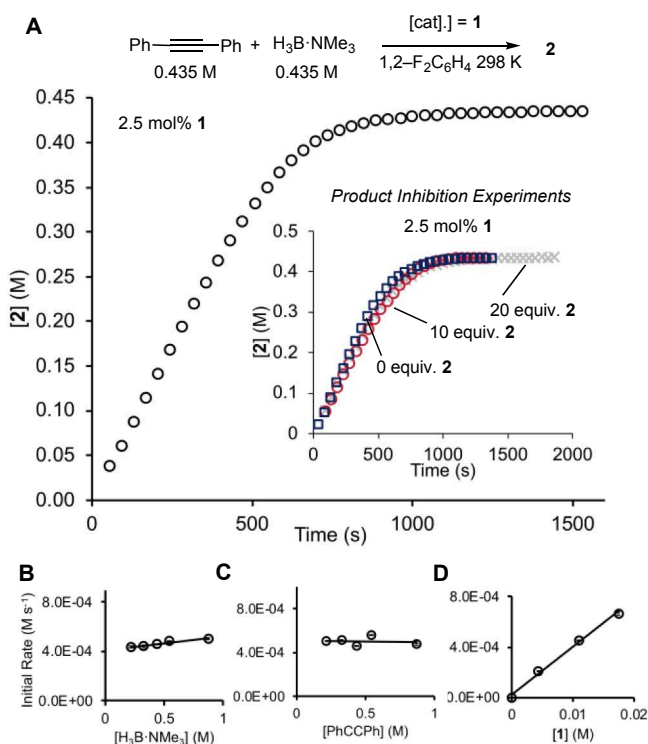 A
[cat].] = 1
Ph Ph + H₃B·NMe₃ 2
0.435 M 0.435 M 1,2–F₂C₆H₄ 298 K
0.45
0.40
0.35
0.30
0.25
0.20
0.15
0.10
0.05
0.00
[2] (M)
2.5 mol% 1
0 500 1000 1500
Time (s)
Product Inhibition Experiments
2.5 mol% 1
0.5
0.4
0.3
0.2
0.1
0
[2] (M)
20 equiv. 2
10 equiv. 2
0 equiv. 2
0 500 1000 1500 2000
Time (s)
B
Initial Rate (M s⁻¹)
8.0E-04
4.0E-04
0.0E+00
0 0.5 1
[H₃B·NMe₃] (M)
C
8.0E-04
4.0E-04
0.0E+00
0 0.5 1
[PhCCPh] (M)
D
8.0E-04
4.0E-04
0.0E+00
0 0.01 0.02
[1] (M)